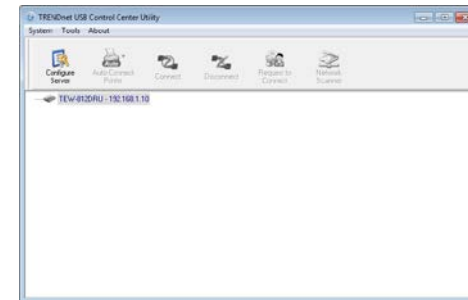 TRENDnet USB Control Center Utility
System Tools About
Configure Server
Auto-Connect Printer
Connect
Disconnect
Request to Connect
Network Scanner
TEW-812DRU - 192.168.1.10